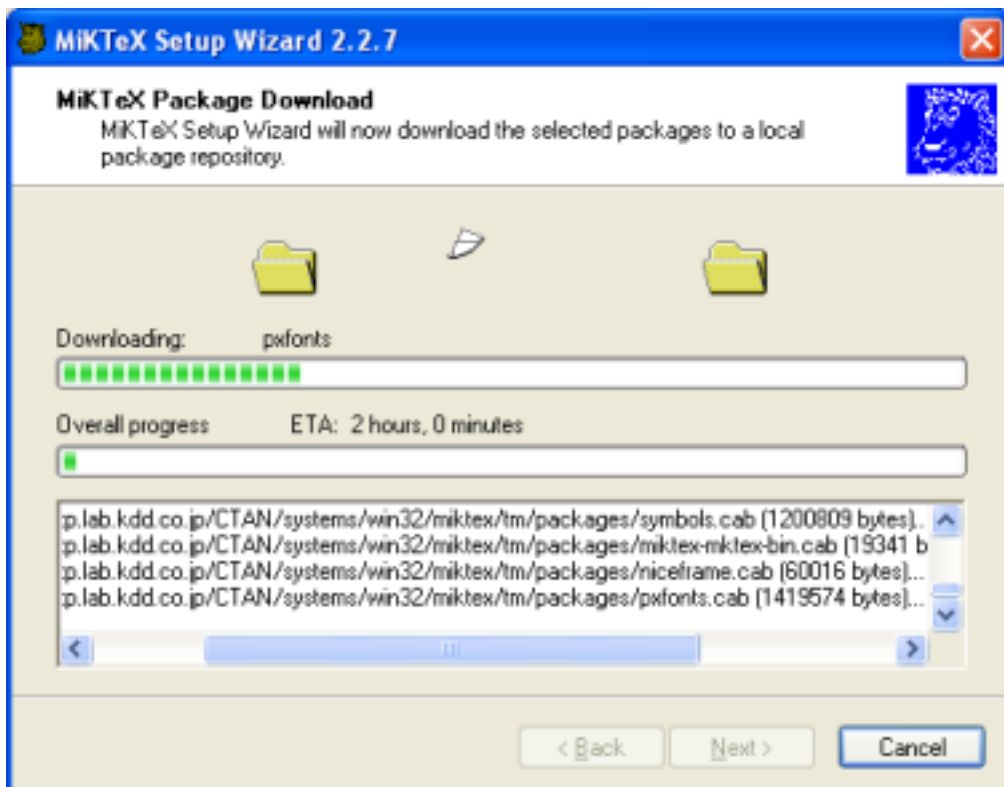 MiKTeX Setup Wizard 2.2.7
MiKTeX Package Download
MiKTeX Setup Wizard will now download the selected packages to a local
package repository.
Downloading: pxfonts
Overall progress ETA: 2 hours, 0 minutes
:p.lab.kdd.co.jp/CTAN/systems/win32/miktex/tm/packages/symbols.cab (1200809 bytes)..
:p.lab.kdd.co.jp/CTAN/systems/win32/miktex/tm/packages/miktex-mktex-bin.cab (19341 b
:p.lab.kdd.co.jp/CTAN/systems/win32/miktex/tm/packages/niceframe.cab (60016 bytes)...
:p.lab.kdd.co.jp/CTAN/systems/win32/miktex/tm/packages/pxfonts.cab (1419574 bytes)...
< Back Next > Cancel